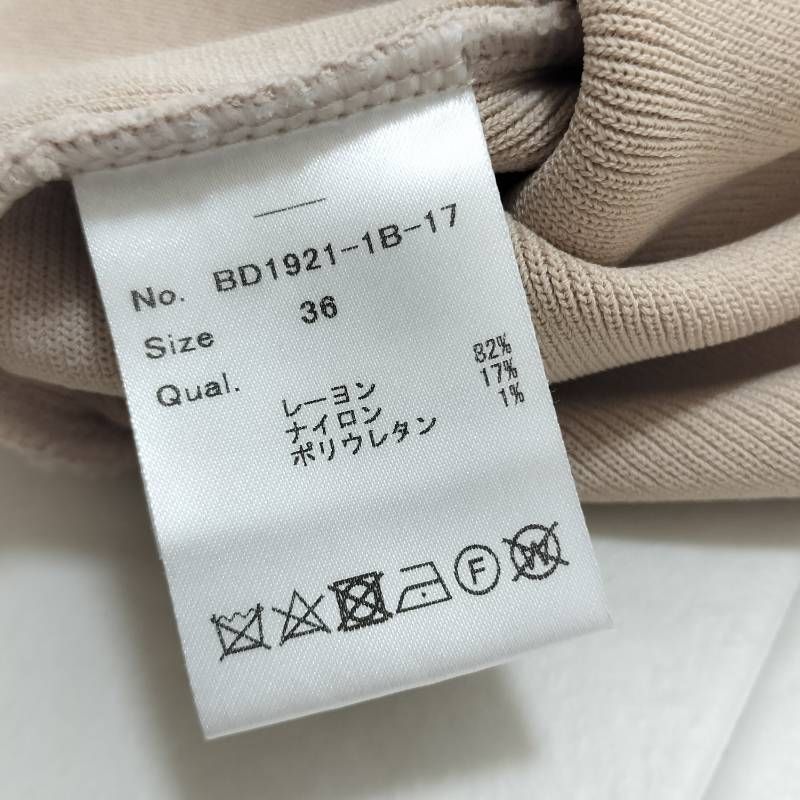 No. BD1921-1B-17
Size 36
Qual.
レーヨン 82%
ナイロン 17%
ポリウレタン 1%
F W